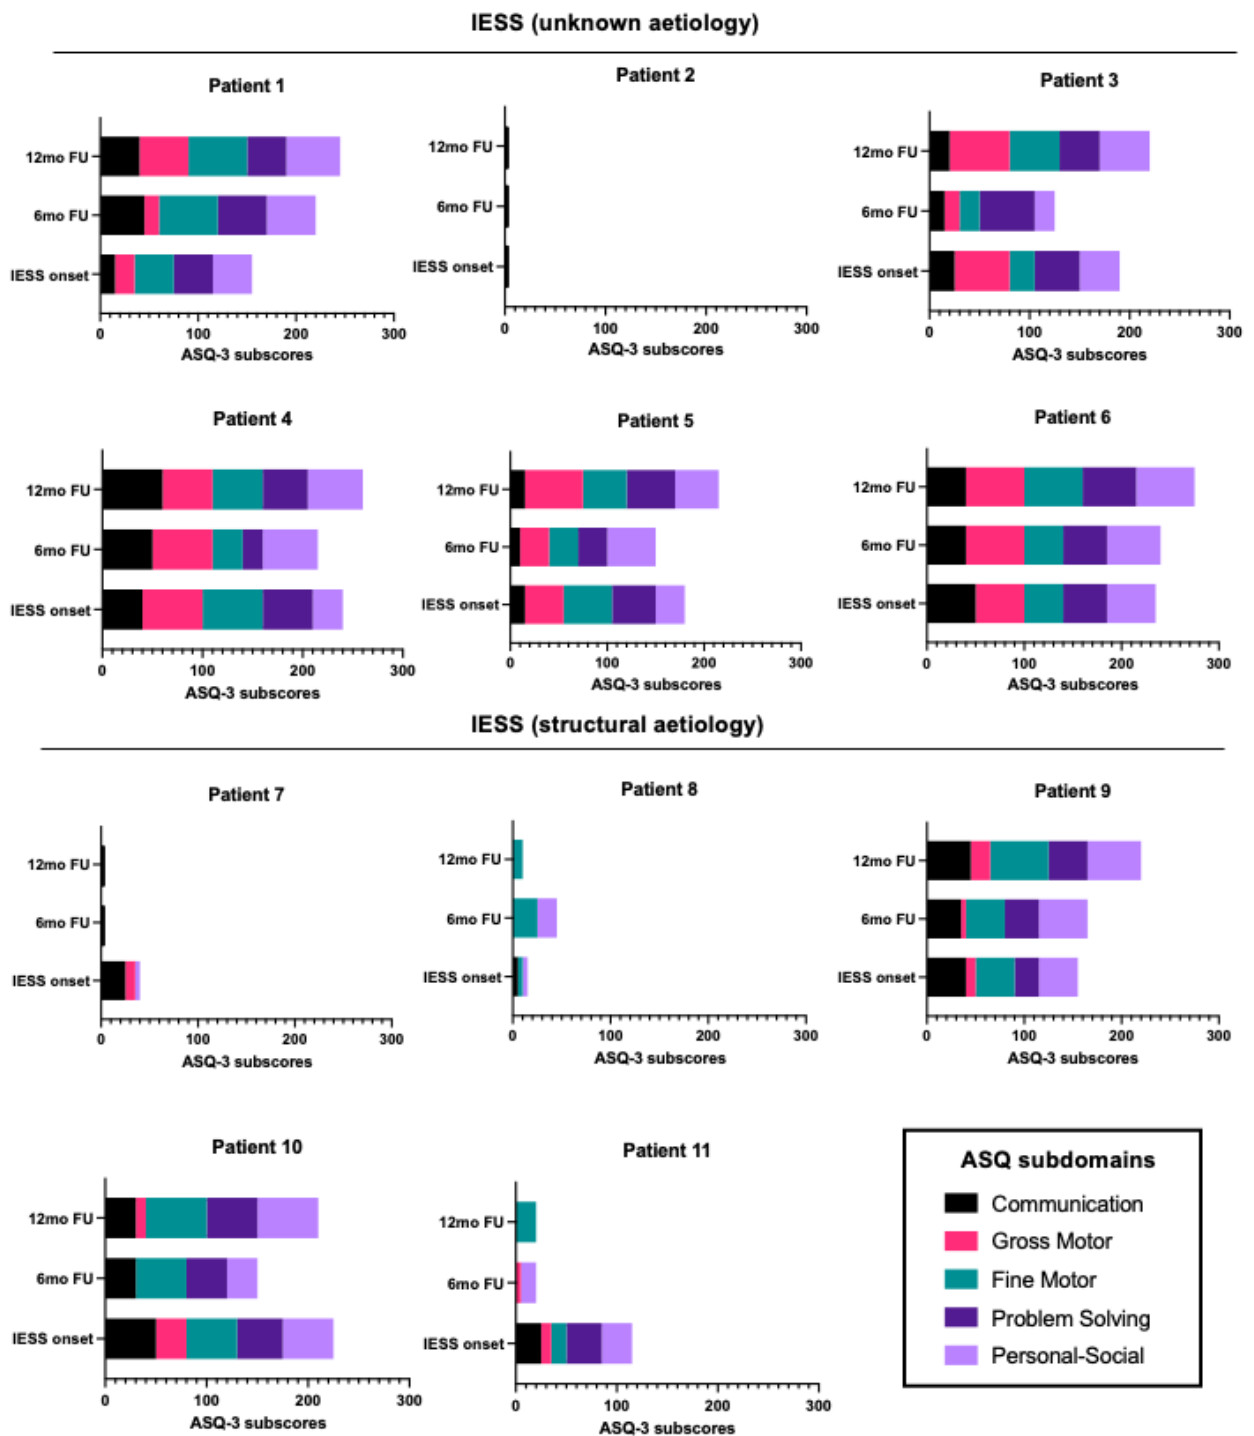 IESS (unknown aetiology)
Patient 1
12mo FU
6mo FU
IESS onset
0 100 200 300
ASQ-3 subscores
Patient 2
12mo FU
6mo FU
IESS onset
0 100 200 300
ASQ-3 subscores
Patient 3
12mo FU
6mo FU
IESS onset
0 100 200 300
ASQ-3 subscores
Patient 4
12mo FU
6mo FU
IESS onset
0 100 200 300
ASQ-3 subscores
Patient 5
12mo FU
6mo FU
IESS onset
0 100 200 300
ASQ-3 subscores
Patient 6
12mo FU
6mo FU
IESS onset
0 100 200 300
ASQ-3 subscores
IESS (structural aetiology)
Patient 7
12mo FU
6mo FU
IESS onset
0 100 200 300
ASQ-3 subscores
Patient 8
12mo FU
6mo FU
IESS onset
0 100 200 300
ASQ-3 subscores
Patient 9
12mo FU
6mo FU
IESS onset
0 100 200 300
ASQ-3 subscores
Patient 10
12mo FU
6mo FU
IESS onset
0 100 200 300
ASQ-3 subscores
Patient 11
12mo FU
6mo FU
IESS onset
0 100 200 300
ASQ-3 subscores
ASQ subdomains
Communication
Gross Motor
Fine Motor
Problem Solving
Personal-Social